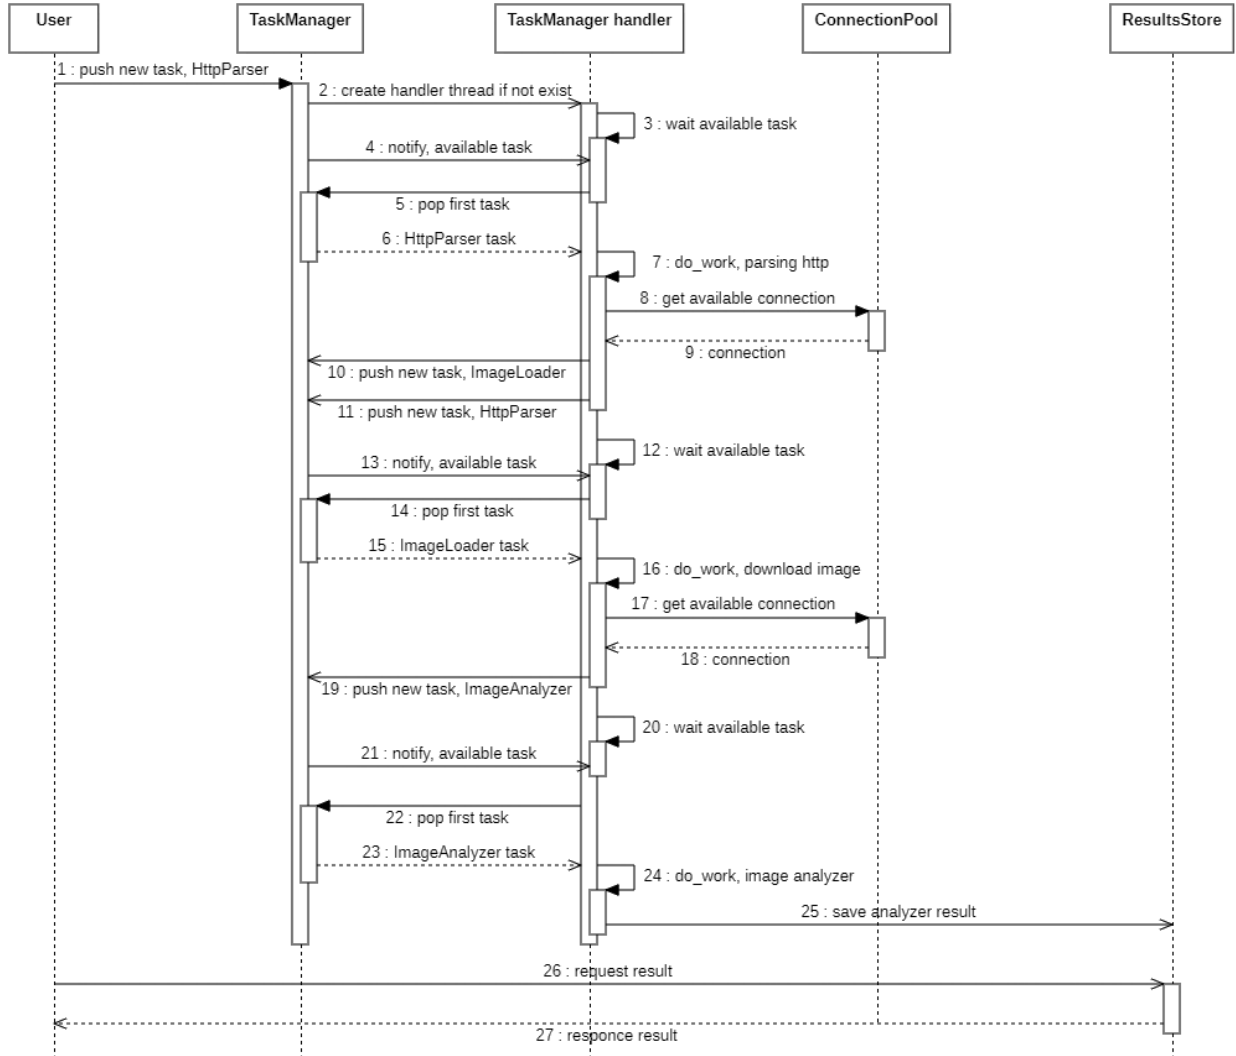 User
TaskManager
TaskManager handler
ConnectionPool
ResultsStore
1 : push new task, HttpParser
2 : create handler thread if not exist
3 : wait available task
4 : notify, available task
5 : pop first task
6 : HttpParser task
7 : do_work, parsing http
8 : get available connection
9 : connection
10 : push new task, ImageLoader
11 : push new task, HttpParser
12 : wait available task
13 : notify, available task
14 : pop first task
15 : ImageLoader task
16 : do_work, download image
17 : get available connection
18 : connection
19 : push new task, ImageAnalyzer
20 : wait available task
21 : notify, available task
22 : pop first task
23 : ImageAnalyzer task
24 : do_work, image analyzer
25 : save analyzer result
26 : request result
27 : responce result